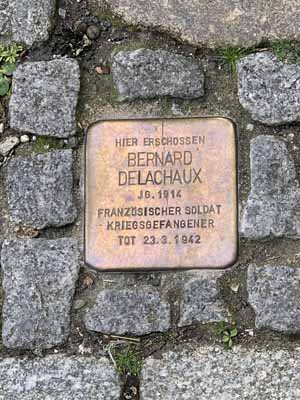 HIER ERSCHOSSEN
BERNARD
DELACHAUX
JG. 1914
FRANZÖSISCHER SOLDAT
KRIEGSGEFANGENER
TOT 23.3.1942